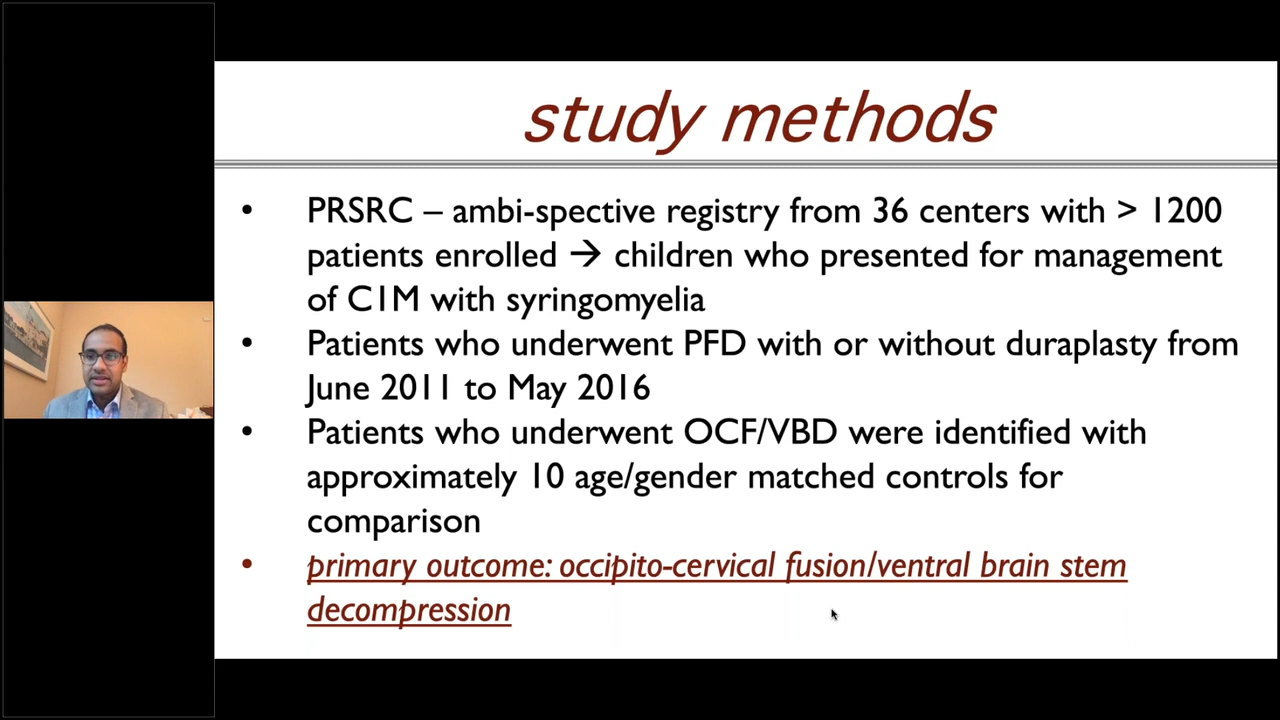 study methods
• PRSRC – ambi-spective registry from 36 centers with > 1200
patients enrolled → children who presented for management
of C1M with syringomyelia
• Patients who underwent PFD with or without duraplasty from
June 2011 to May 2016
• Patients who underwent OCF/VBD were identified with
approximately 10 age/gender matched controls for
comparison
• primary outcome: occipito-cervical fusion/ventral brain stem
decompression